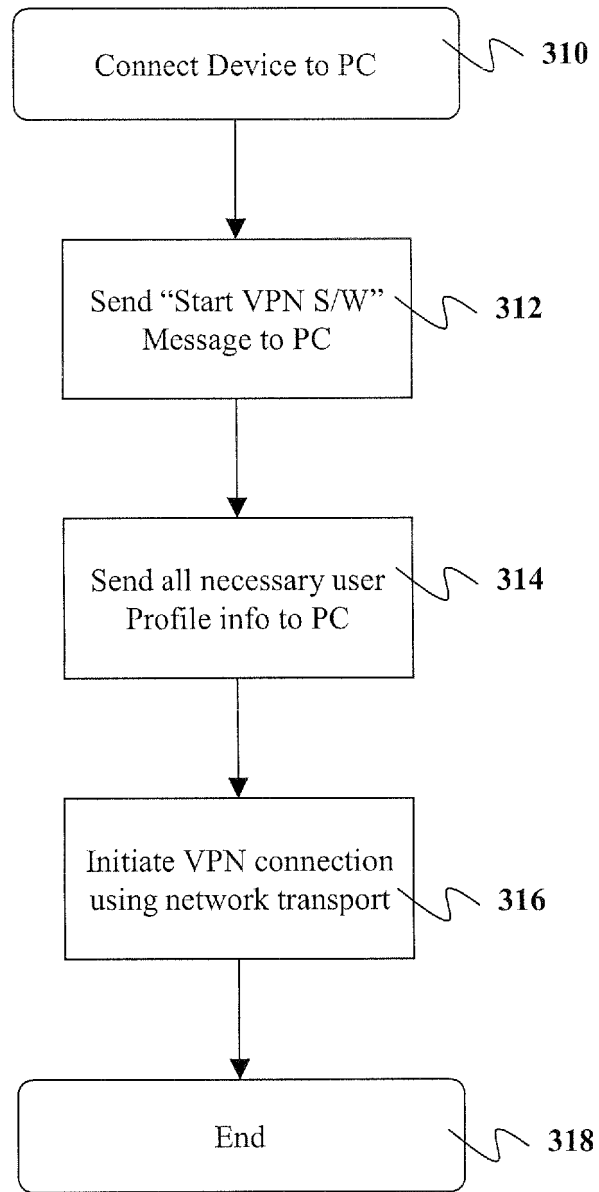 Connect Device to PC
310
Send “Start VPN S/W”
Message to PC
312
Send all necessary user
Profile info to PC
314
Initiate VPN connection
using network transport
316
End
318